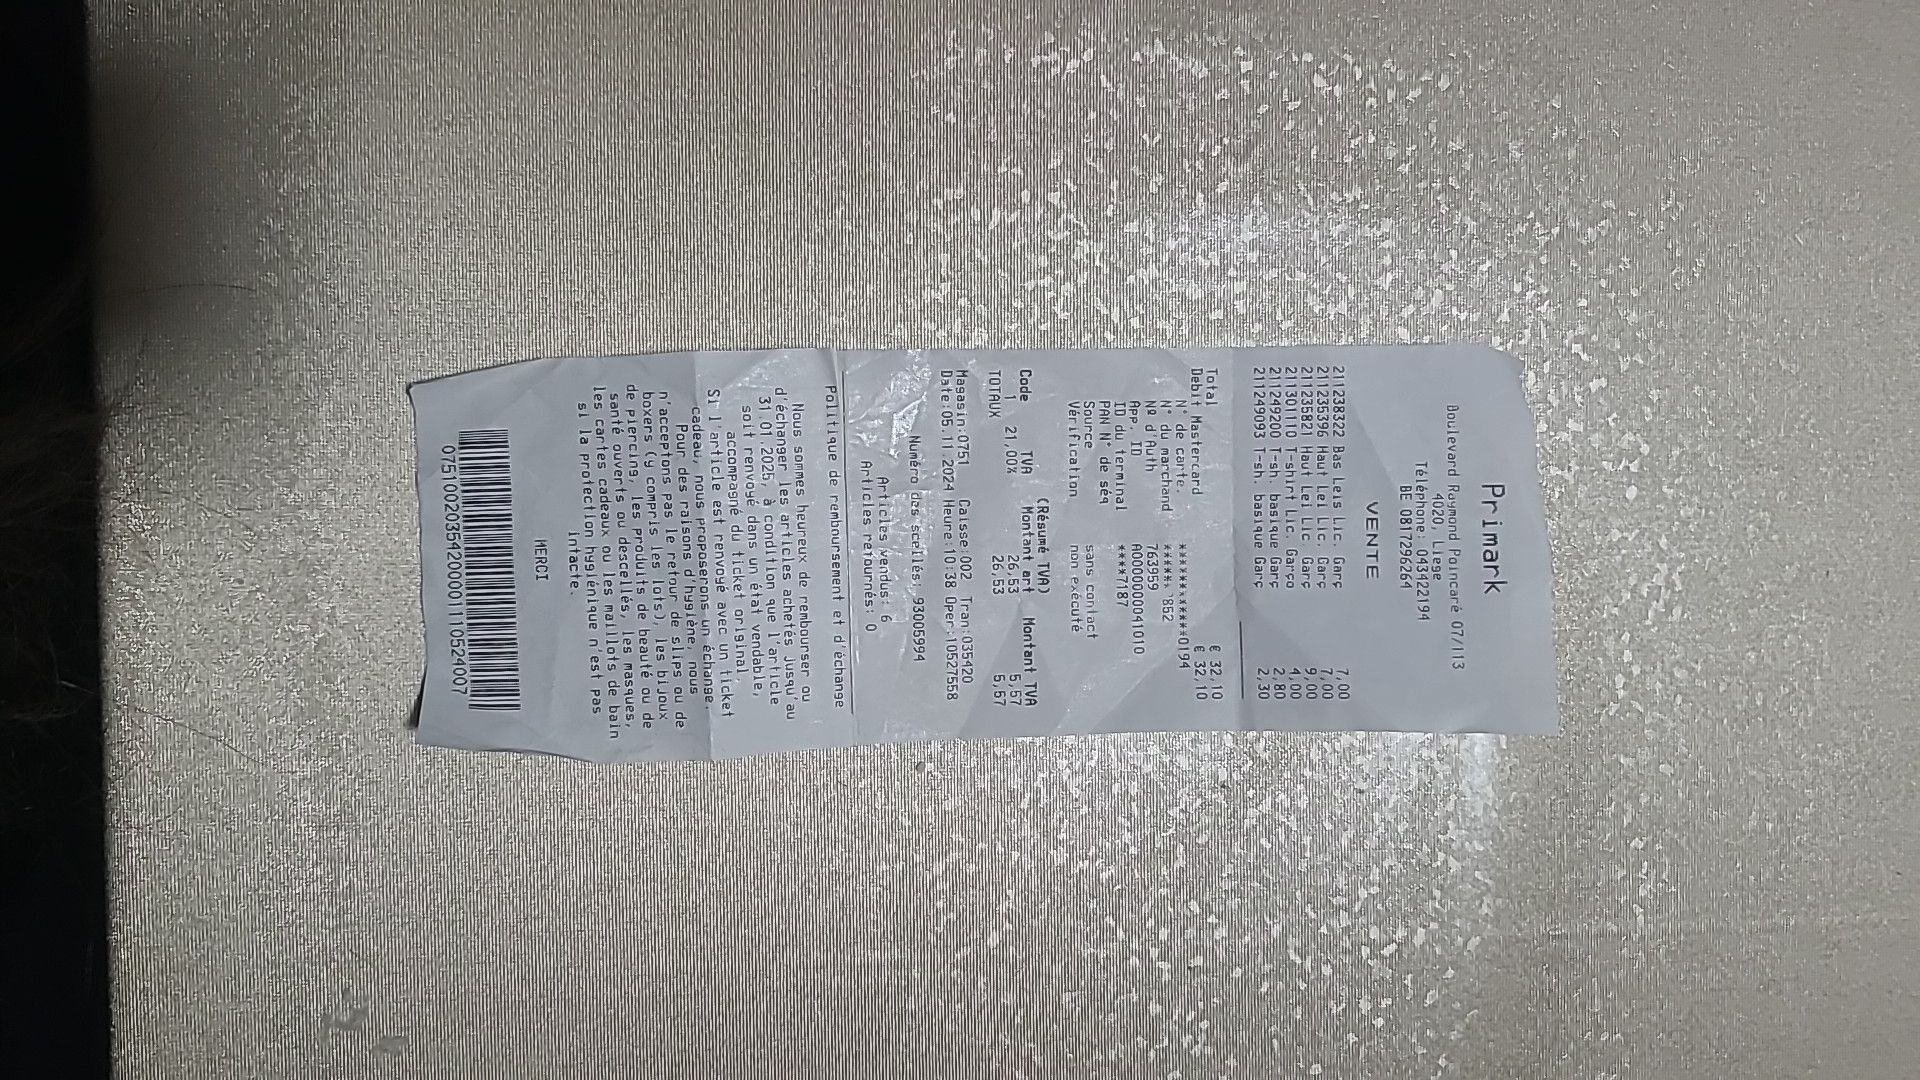 Primark
Boulevard Raymond Poincaré 07/113
4020, Liege
Téléphone: 043422194
BE 0817296264
VENTE
211238322 Bas Leis Lic. Garç 7,00
211235396 Haut Lei Lic. Garç 7,00
211235821 Haut Lei Lic. Garç 9,00
211301110 T-shirt Lic. Garço 4,00
211249200 T-sh. basique Garç 2,80
211249093 T-sh. basique Garç 2,30
Total € 32,10
Debit Mastercard € 32,10
N° de carte. ************0194
N° du marchand *****852
Nº d'Auth 763959
App. ID A0000000041010
ID du terminal ****7187
PAN N° de séq
Source sans contact
Vérification non exécuté
(Résumé TVA)
Code TVA Montant art Montant TVA
1 21,00% 26,53 5,57
TOTAUX 26,53 5,57
Magasin:0751 Caisse:002 Tran:035420
Date:05.11.2024 Heure:10:38 Oper:10527558
Numéro des scellés: 93005994
Articles vendus: 6
Articles retournés: 0
Politique de remboursement et d'échange
Nous sommes heureux de rembourser ou
d'échanger les articles achetés jusqu'au
31.01.2025, à condition que l'article
soit renvoyé dans un état vendable,
accompagné du ticket original.
Si l'article est renvoyé avec un ticket
cadeau, nous proposerons un échange.
Pour des raisons d'hygiène, nous
n'acceptons pas le retour de slips ou de
boxers (y compris les lots), les bijoux
de piercing, les produits de beauté ou de
santé ouverts ou descellés, les masques,
les cartes cadeaux ou les maillots de bain
si la protection hygiénique n'est pas
intacte.
MERCI
07510020354200001110524007